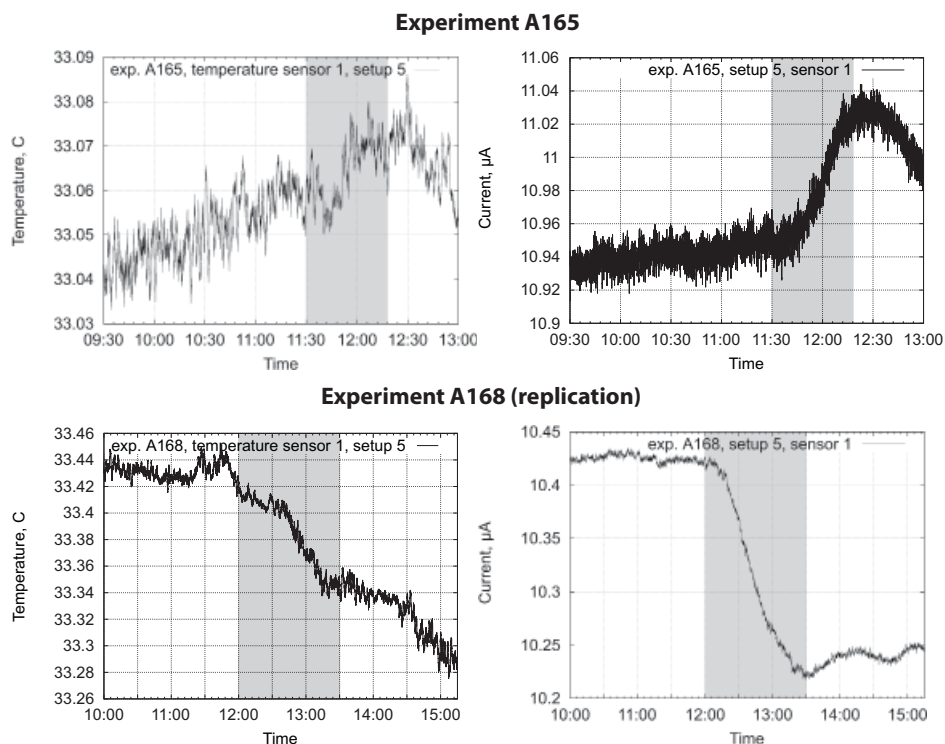 Experiment A165
exp. A165, temperature sensor 1, setup 5
Temperature, C
33.09
33.08
33.07
33.06
33.05
33.04
33.03
09:30 10:00 10:30 11:00 11:30 12:00 12:30 13:00
Time
exp. A165, setup 5, sensor 1
Current, µA
11.06
11.04
11.02
11
10.98
10.96
10.94
10.92
10.9
09:30 10:00 10:30 11:00 11:30 12:00 12:30 13:00
Time
Experiment A168 (replication)
exp. A168, temperature sensor 1, setup 5
Temperature, C
33.46
33.44
33.42
33.4
33.38
33.36
33.34
33.32
33.3
33.28
33.26
10:00 11:00 12:00 13:00 14:00 15:00
Time
exp. A168, setup 5, sensor 1
Current, µA
10.45
10.4
10.35
10.3
10.25
10.2
10:00 11:00 12:00 13:00 14:00 15:00
Time